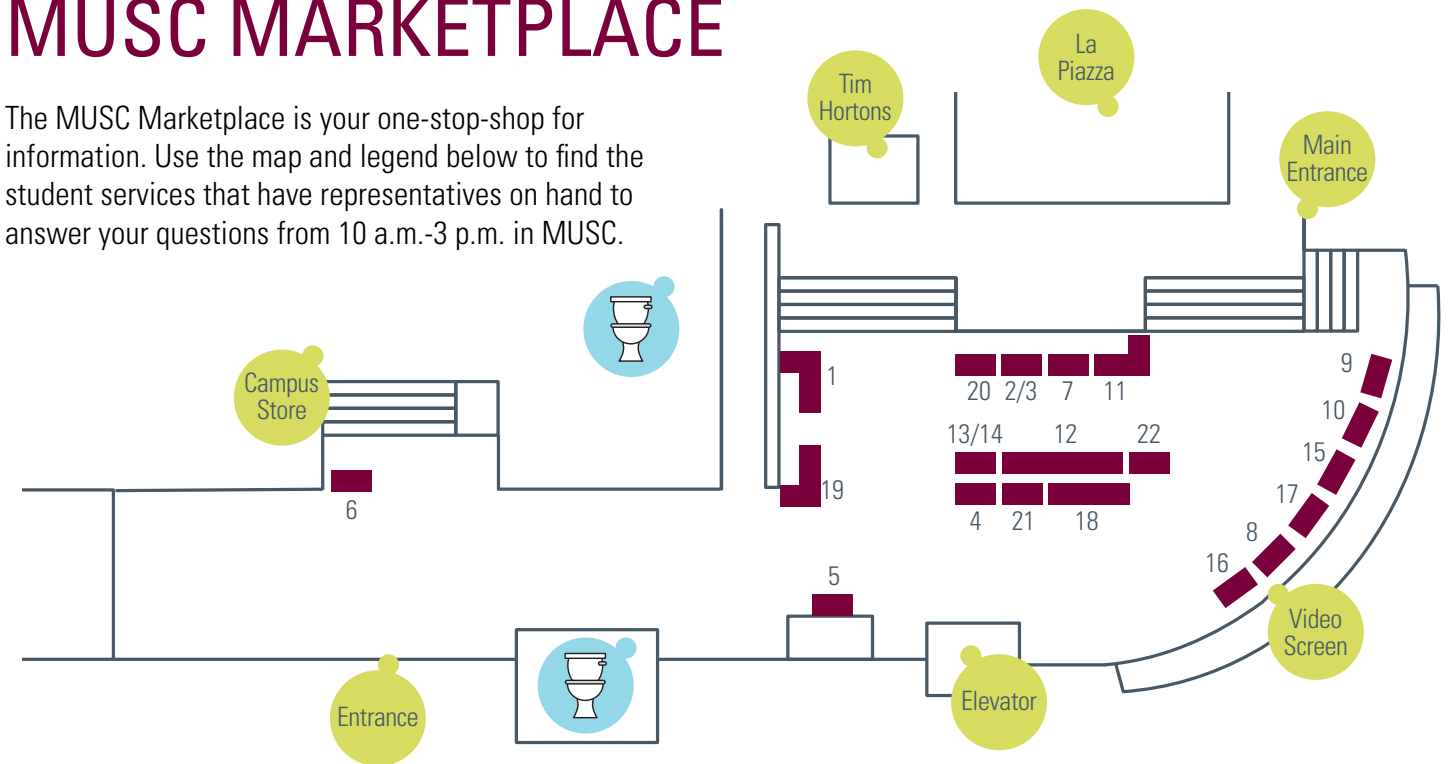 MUSC MARKETPLACE
The MUSC Marketplace is your one-stop-shop for
information. Use the map and legend below to find the
student services that have representatives on hand to
answer your questions from 10 a.m.-3 p.m. in MUSC.
La
Piazza
Tim
Hortons
Main
Entrance
Campus
Store
1
20
2/3
7
11
9
10
13/14
12
22
15
19
17
6
4
21
18
8
16
5
Video
Screen
Entrance
Elevator